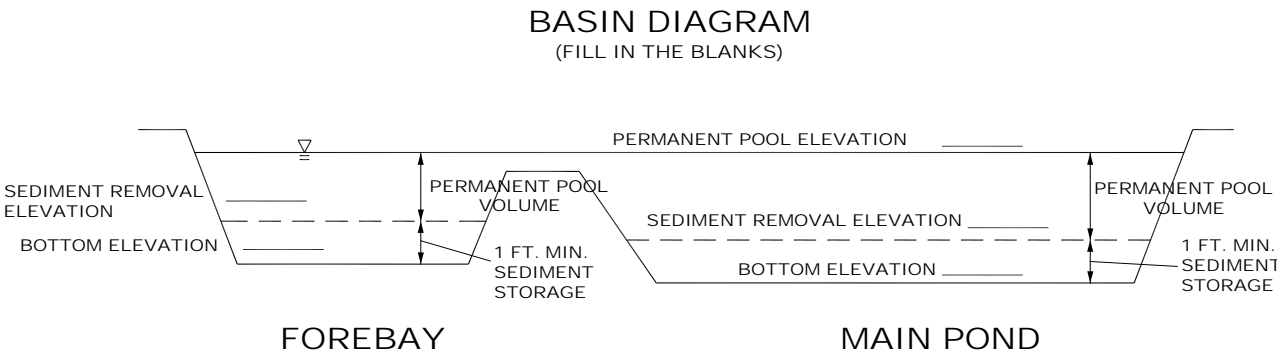 BASIN DIAGRAM
(FILL IN THE BLANKS)
PERMANENT POOL ELEVATION
SEDIMENT REMOVAL
ELEVATION
PERMANENT POOL
VOLUME
PERMANENT POOL
VOLUME
SEDIMENT REMOVAL ELEVATION
BOTTOM ELEVATION
1 FT. MIN.
SEDIMENT
STORAGE
BOTTOM ELEVATION
1 FT. MIN.
SEDIMENT
STORAGE
FOREBAY
MAIN POND